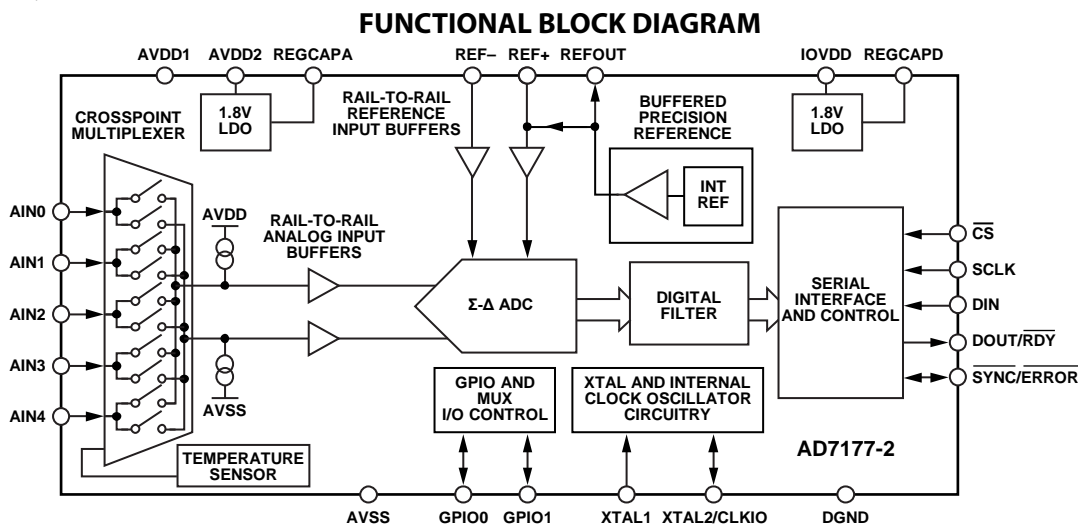 FUNCTIONAL BLOCK DIAGRAM
AVDD1
AVDD2
REGCAPA
REF–
REF+
REFOUT
IOVDD
REGCAPD
CROSSPOINT
MULTIPLEXER
1.8V
LDO
RAIL-TO-RAIL
REFERENCE
INPUT BUFFERS
BUFFERED
PRECISION
REFERENCE
1.8V
LDO
INT
REF
AIN0
AIN1
AIN2
AIN3
AIN4
AVDD
AVSS
RAIL-TO-RAIL
ANALOG INPUT
BUFFERS
Σ-Δ ADC
DIGITAL
FILTER
SERIAL
INTERFACE
AND CONTROL
CS
SCLK
DIN
DOUT/RDY
SYNC/ERROR
GPIO AND
MUX
I/O CONTROL
XTAL AND INTERNAL
CLOCK OSCILLATOR
CIRCUITRY
TEMPERATURE
SENSOR
AD7177-2
AVSS
GPIO0
GPIO1
XTAL1
XTAL2/CLKIO
DGND